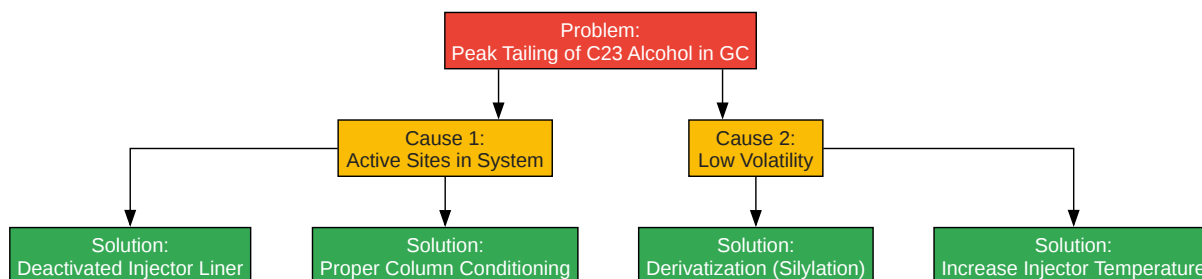 Problem:
Peak Tailing of C23 Alcohol in GC
Cause 1:
Active Sites in System
Cause 2:
Low Volatility
Solution:
Deactivated Injector Liner
Solution:
Proper Column Conditioning
Solution:
Derivatization (Silylation)
Solution:
Increase Injector Temperatur